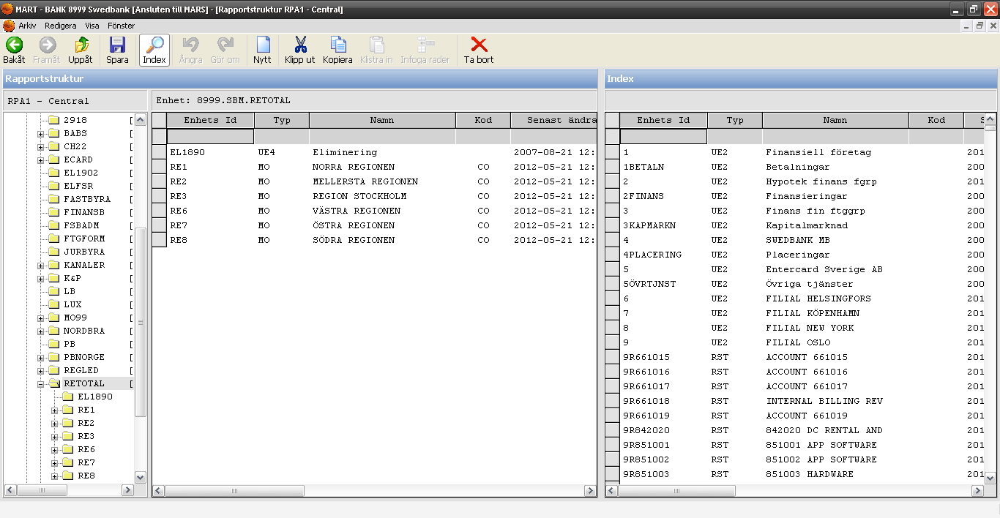 MART - BANK 8999 Swedbank [Ansluten till MARS] - [Rapportstruktur RPA1 - Central]
Arkiv Redigera Visa Fönster
Bakåt Framåt Uppåt Spara Index Ångra Gör om Nytt Klipp ut Kopiera Klistra in Infoga rader Ta bort
Rapportstruktur
RPA1 - Central
2918 [
BABS [
CH22 [
ECARD [
EL1902 [
ELFSR [
FASTBYRA [
FINANSB [
FSBADM [
FTGFORM [
JURBYRA [
KANALER [
K&P [
LB [
LUX [
MO99 [
NORDBRA [
PB [
PBNORGE [
REGLED [
RETOTAL [
EL1890
RE1
RE2
RE3
RE6
RE7
RE8
Enhet: 8999.SBM.RETOTAL
Enhets Id Typ Namn Kod Senast ändra
EL1890 UE4 Eliminering 2007-08-21 12:
RE1 MO NORRA REGIONEN CO 2012-05-21 12:
RE2 MO MELLERSTA REGIONEN CO 2012-05-21 12:
RE3 MO REGION STOCKHOLM CO 2012-05-21 12:
RE6 MO VÄSTRA REGIONEN CO 2012-05-21 12:
RE7 MO ÖSTRA REGIONEN CO 2012-05-21 12:
RE8 MO SÖDRA REGIONEN CO 2012-05-21 12:
Index
Enhets Id Typ Namn Kod S
1 UE2 Finansiell företag 201
1BETALN UE2 Betalningar 200
2 UE2 Hypotek finans fgrp 201
2FINANS UE2 Finansieringar 200
3 UE2 Finans fin ftggrp 201
3KAPMARKN UE2 Kapitalmarknad 200
4 UE2 SWEDBANK MB 201
4PLACERING UE2 Placeringar 200
5 UE2 Entercard Sverige AB 200
5ÖVRTJNST UE2 Övriga tjänster 200
6 UE2 FILIAL HELSINGFORS 201
7 UE2 FILIAL KÖPENHAMN 201
8 UE2 FILIAL NEW YORK 201
9 UE2 FILIAL OSLO 201
9R661015 RST ACCOUNT 661015 201
9R661016 RST ACCOUNT 661016 201
9R661017 RST ACCOUNT 661017 201
9R661018 RST INTERNAL BILLING REV 201
9R661019 RST ACCOUNT 661019 201
9R842020 RST 842020 DC RENTAL AND 201
9R851001 RST 851001 APP SOFTWARE 201
9R851002 RST 851002 APP SOFTWARE 201
9R851003 RST 851003 HARDWARE 201